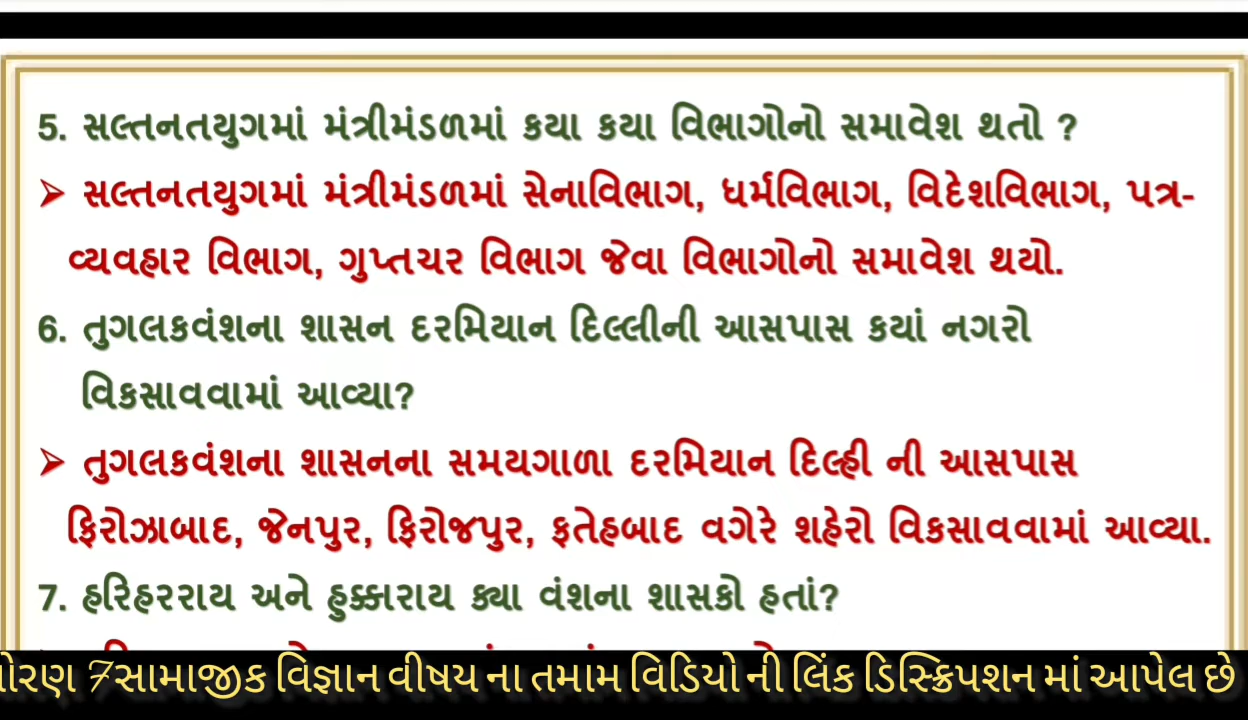 5. સલ્તનતયુગમાં મંત્રીમંડળમાં કયા કયા વિભાગોનો સમાવેશ થતો ?
➢ સલ્તનતયુગમાં મંત્રીમંડળમાં સેનાવિભાગ, ધર્મવિભાગ, વિદેશવિભાગ, પત્ર-
વ્યવહાર વિભાગ, ગુપ્તચર વિભાગ જેવા વિભાગોનો સમાવેશ થયો.
6. તુગલકવંશના શાસન દરમિયાન દિલ્લીની આસપાસ કયાં નગરો
વિકસાવવામાં આવ્યા?
➢ તુગલકવંશના શાસનના સમયગાળા દરમિયાન દિલ્હી ની આસપાસ
ફિરોઝાબાદ, જેનપુર, ફિરોજપુર, ફતેહબાદ વગેરે શહેરો વિકસાવવામાં આવ્યા.
7. હરિહરરાય અને હુક્કારાય ક્યા વંશના શાસકો હતાં?
ોરણ 7સામાજીક વિજ્ઞાન વીષય ના તમામ વિડિયો ની લિંક ડિસ્ક્રિપશન માં આપેલ છે